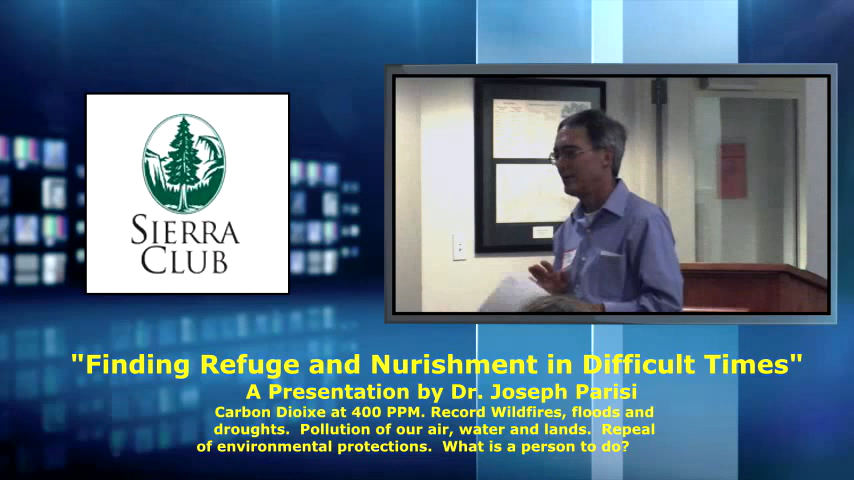 SIERRA
CLUB
"Finding Refuge and Nurishment in Difficult Times"
A Presentation by Dr. Joseph Parisi
Carbon Dioixe at 400 PPM. Record Wildfires, floods and
droughts. Pollution of our air, water and lands. Repeal
of environmental protections. What is a person to do?